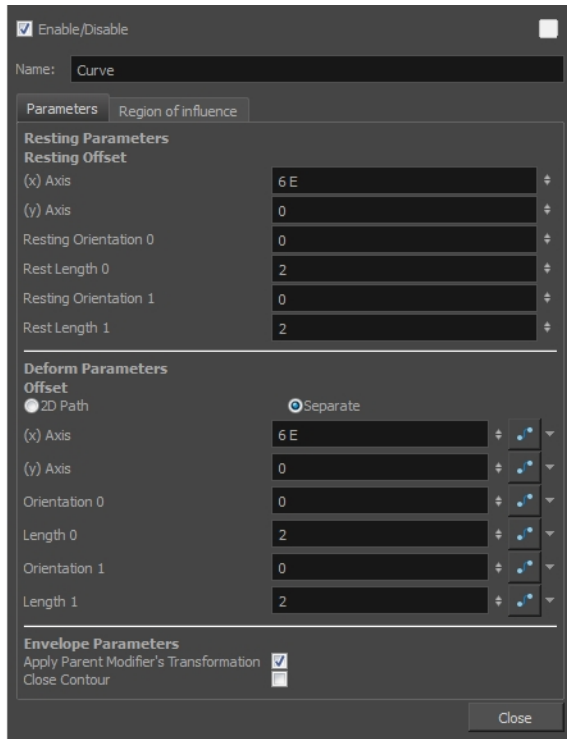 Enable/Disable
Name: Curve
Parameters Region of influence
Resting Parameters
Resting Offset
(x) Axis 6 E
(y) Axis 0
Resting Orientation 0 0
Rest Length 0 2
Resting Orientation 1 0
Rest Length 1 2
Deform Parameters
Offset
2D Path Separate
(x) Axis 6 E
(y) Axis 0
Orientation 0 0
Length 0 2
Orientation 1 0
Length 1 2
Envelope Parameters
Apply Parent Modifier's Transformation
Close Contour
Close